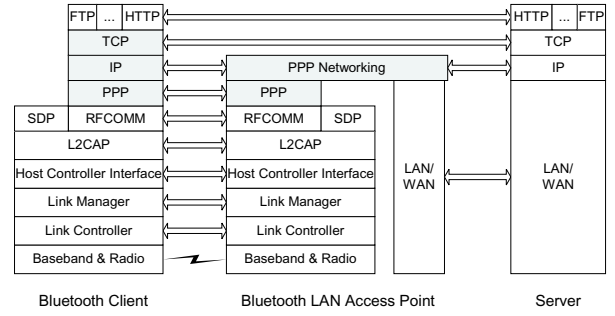 FTP ... HTTP HTTP ... FTP
TCP TCP
IP PPP Networking IP
PPP PPP
SDP RFCOMM RFCOMM SDP
L2CAP L2CAP
Host Controller Interface Host Controller Interface LAN/ LAN/
WAN WAN
Link Manager Link Manager
Link Controller Link Controller
Baseband & Radio Baseband & Radio
Bluetooth Client Bluetooth LAN Access Point Server